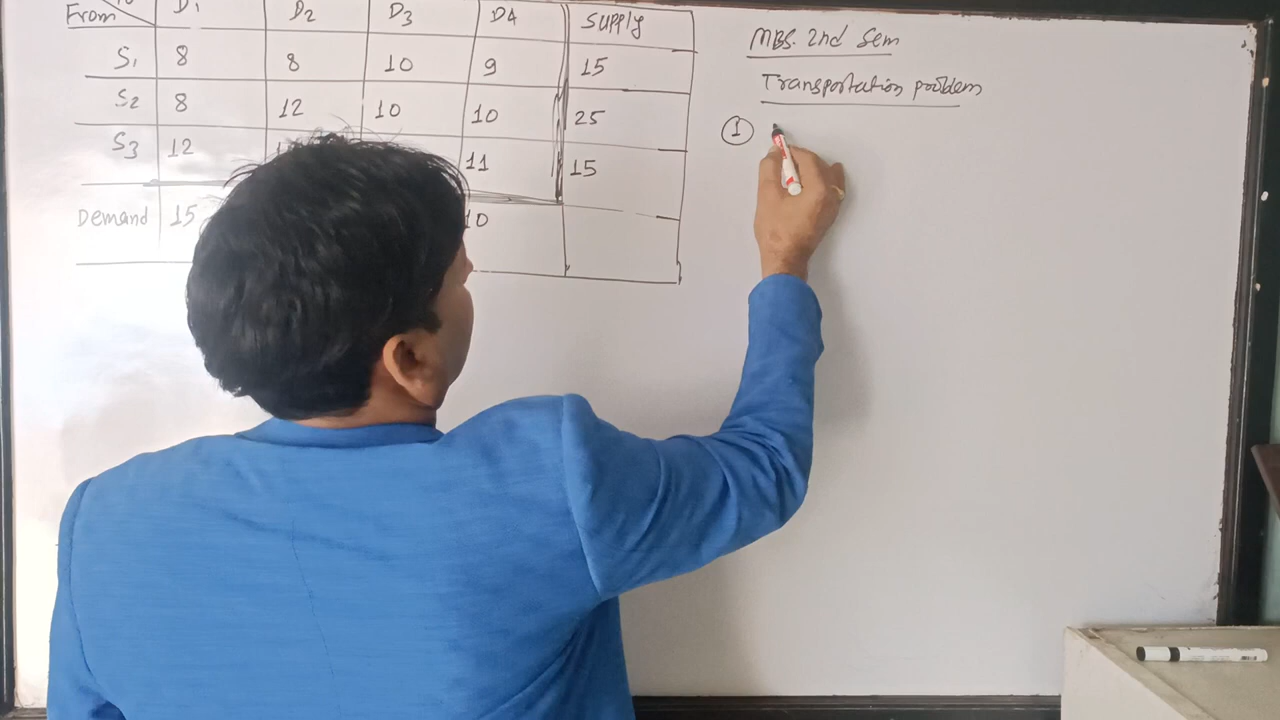 From D1 D2 D3 D4 Supply
S1 8 8 10 9 15
S2 8 12 10 10 25
S3 12 11 15
Demand 15 10
MBS. 2nd Sem
Transportation problem
1